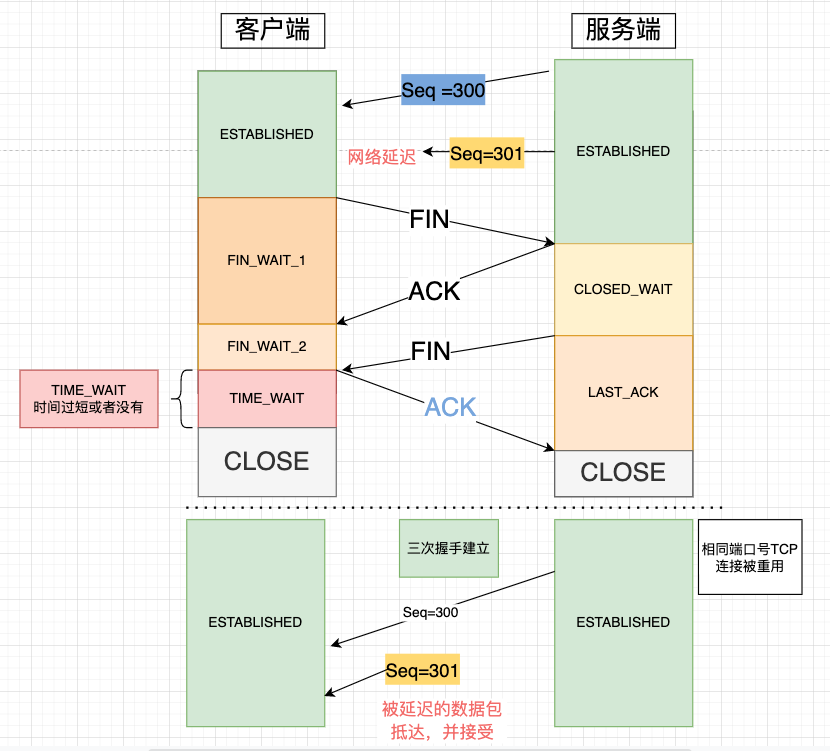 客户端
服务端
Seq =300
ESTABLISHED
ESTABLISHED
网络延迟
Seq=301
FIN
FIN_WAIT_1
ACK
CLOSED_WAIT
FIN_WAIT_2
FIN
TIME_WAIT
时间过短或者没有
TIME_WAIT
LAST_ACK
ACK
CLOSE
CLOSE
三次握手建立
相同端口号TCP
连接被重用
Seq=300
ESTABLISHED
ESTABLISHED
Seq=301
被延迟的数据包
抵达，并接受